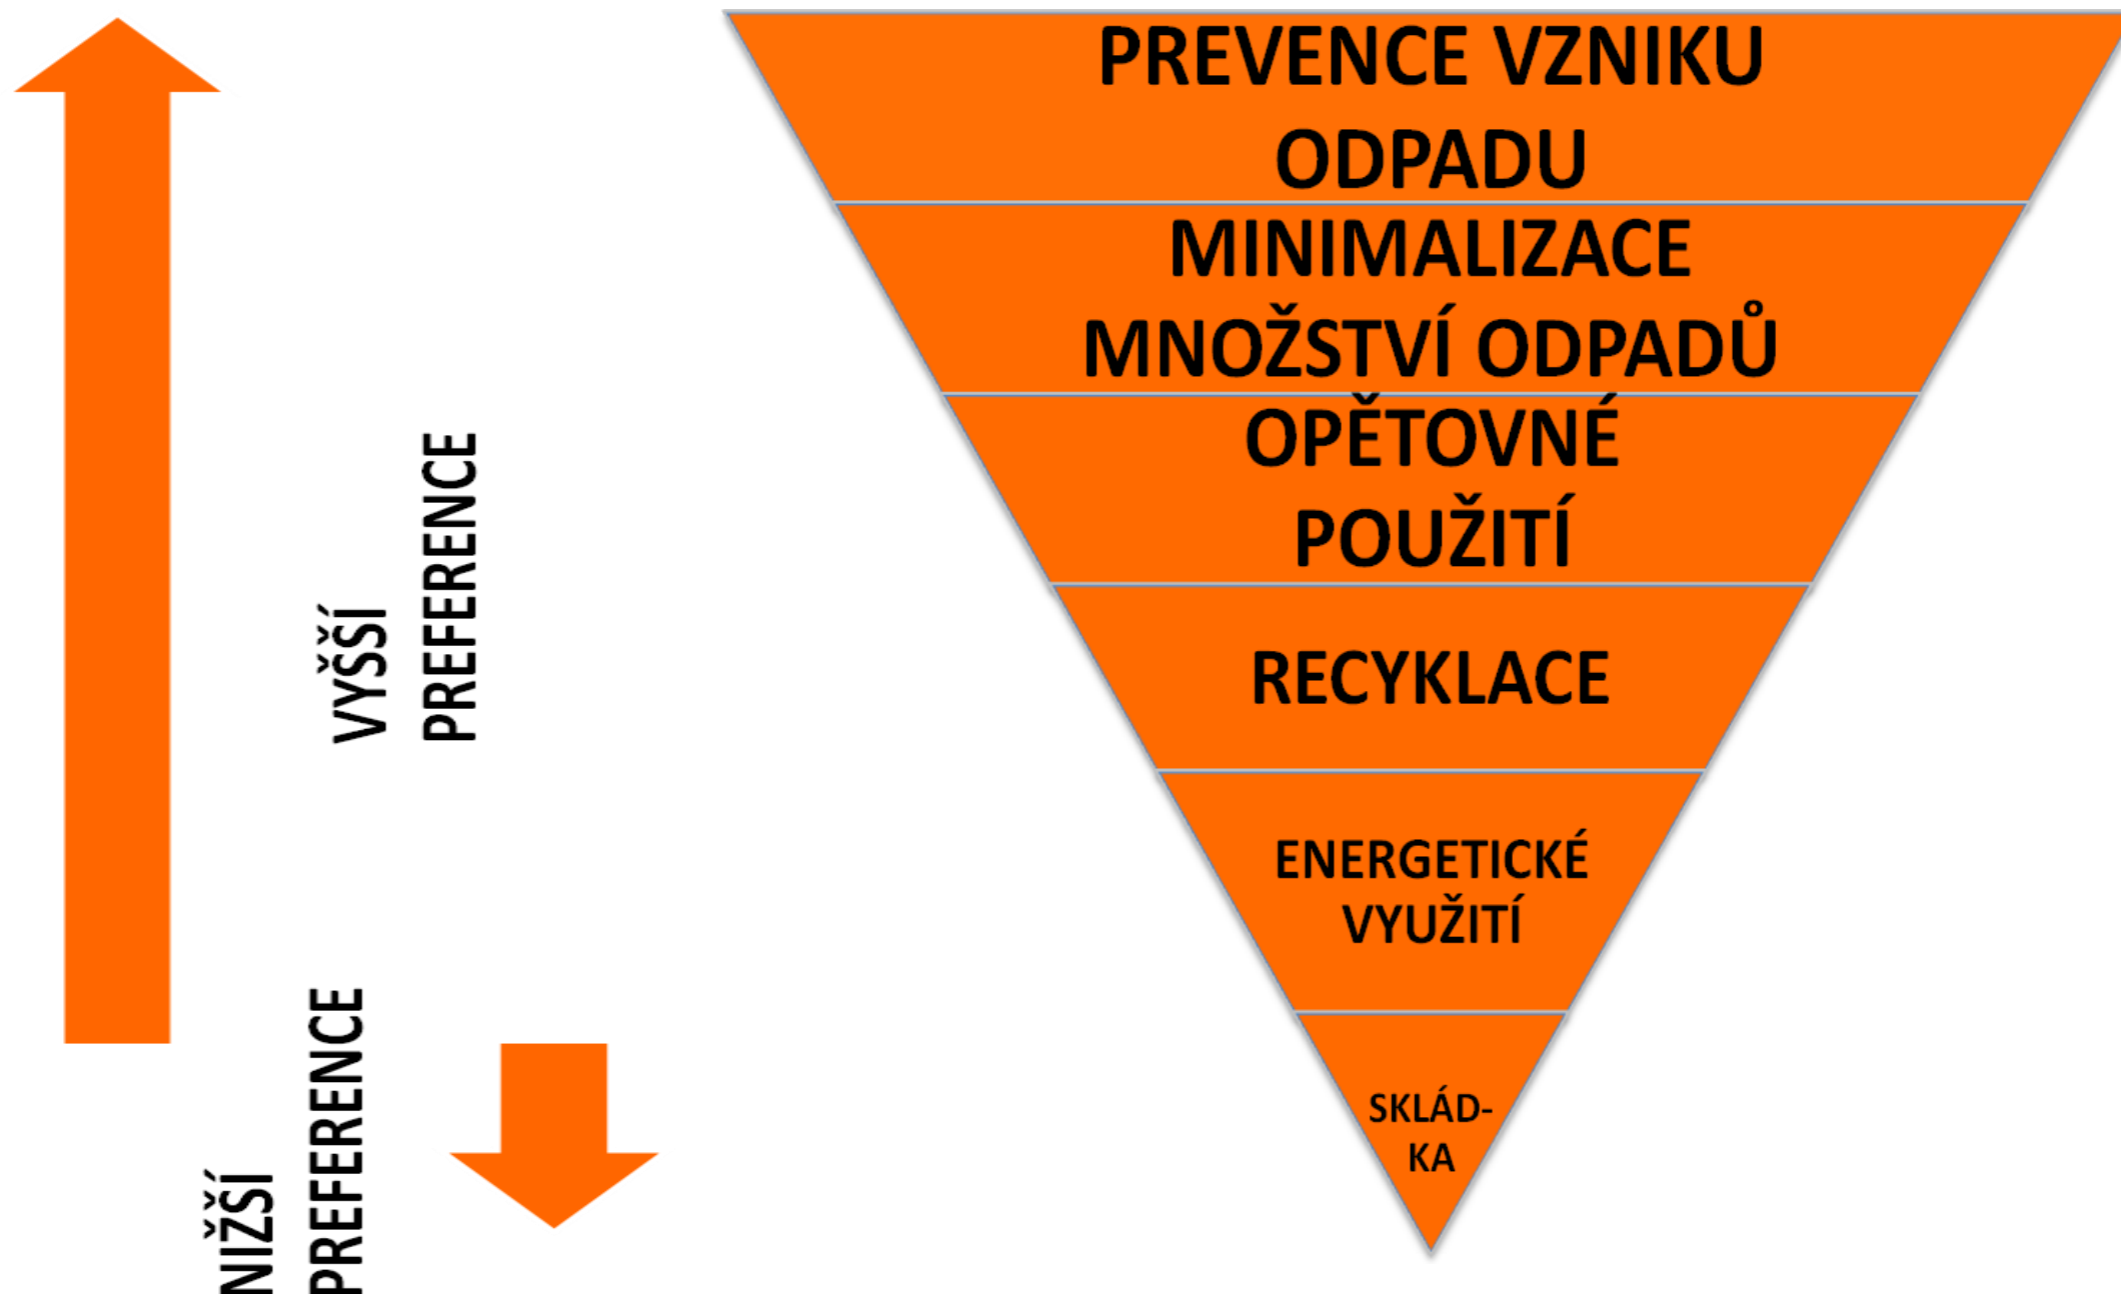 PREVENCE VZNIKU
ODPADU
MINIMALIZACE
MNOŽSTVÍ ODPADŮ
OPĚTOVNÉ
POUŽITÍ
RECYKLACE
ENERGETICKÉ
VYUŽITÍ
SKLÁD-
KA
VYŠŠÍ
PREFERENCE
NIŽŠÍ
PREFERENCE